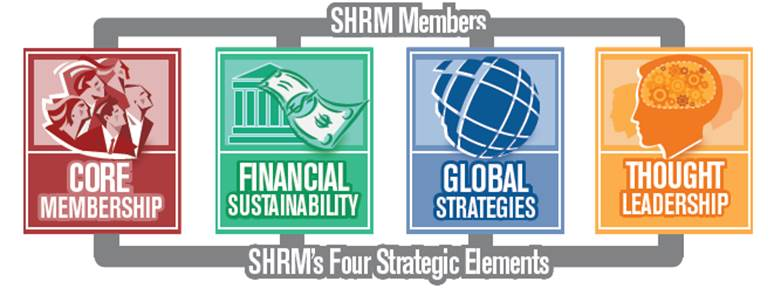 SHRM Members
CORE
MEMBERSHIP
FINANCIAL
SUSTAINABILITY
GLOBAL
STRATEGIES
THOUGHT
LEADERSHIP
SHRM's Four Strategic Elements